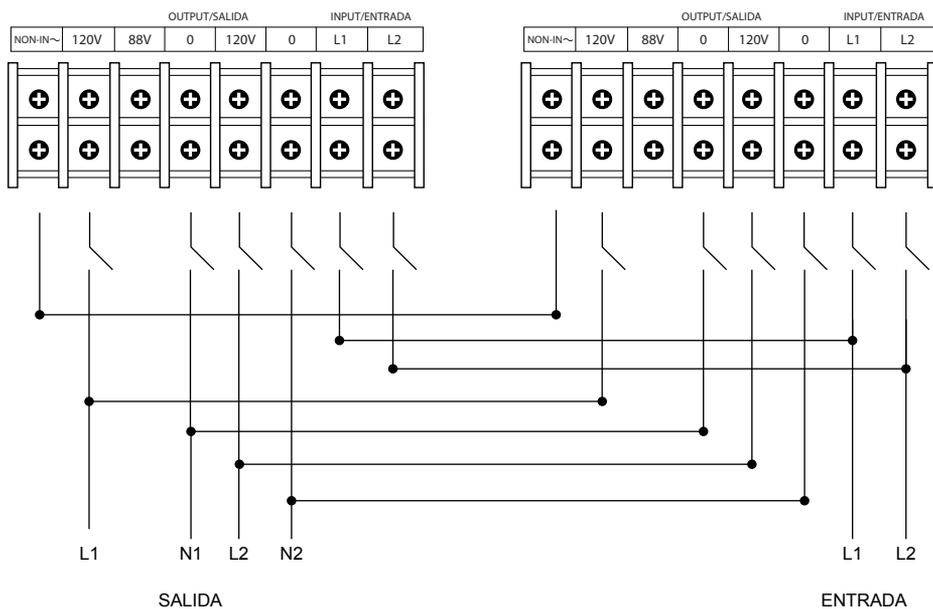 OUTPUT/SALIDA INPUT/ENTRADA OUTPUT/SALIDA INPUT/ENTRADA
NON-IN～ 120V 88V 0 120V 0 L1 L2 NON-IN～ 120V 88V 0 120V 0 L1 L2
L1 N1 L2 N2 L1 L2
SALIDA ENTRADA